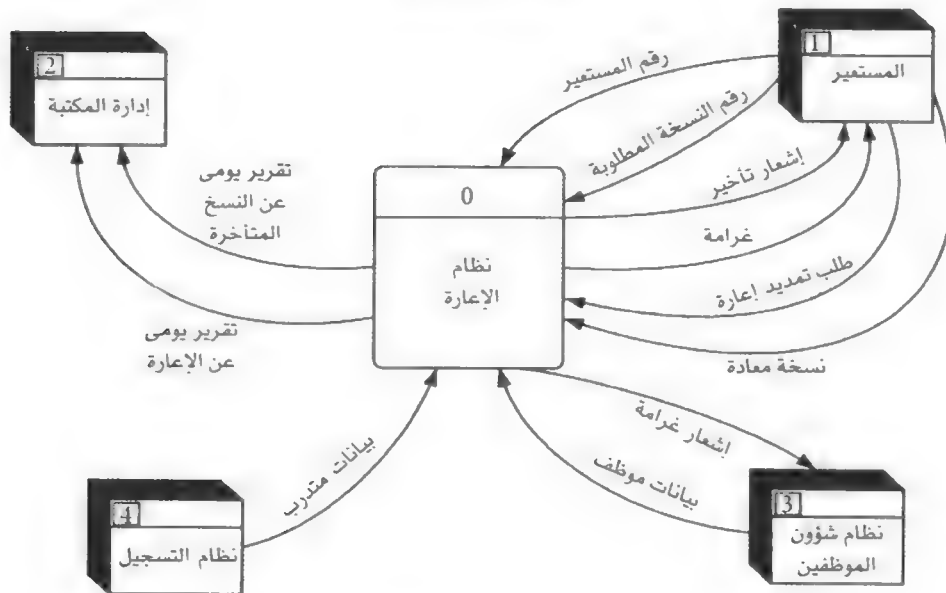 1
المستعير
2
إدارة المكتبة
رقم المستعير
رقم النسخة المطلوبة
إشعار تأخير
غرامة
طلب تمديد إعارة
نسخة معادة
0
نظام
الإعارة
تقرير يومى
عن النسخ
المتأخرة
تقرير يومى
عن الإعارة
إشعار غرامة
بيانات موظف
بيانات متدرب
3
نظام شؤون
الموظفين
4
نظام التسجيل